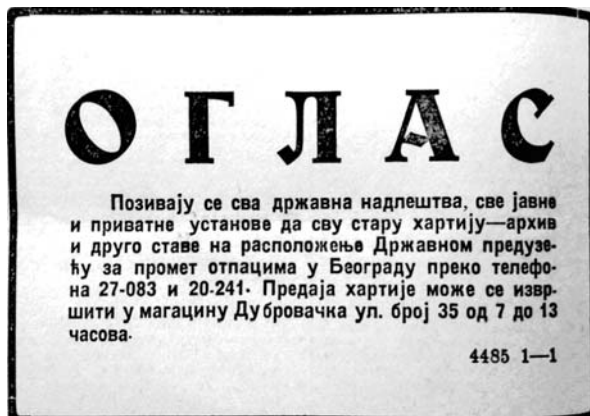 ОГЛАС
Позивају се сва државна надлештва, све јавне
и приватне установе да сву стару хартију—архив
и друго ставе на расположење Државном предузе-
ћу за промет отпацима у Београду преко телефо-
на 27-083 и 20-241. Предаја хартије може се извр-
шити у магацину Дубровачка ул. број 35 од 7 до 13
часова.
4485 1—1